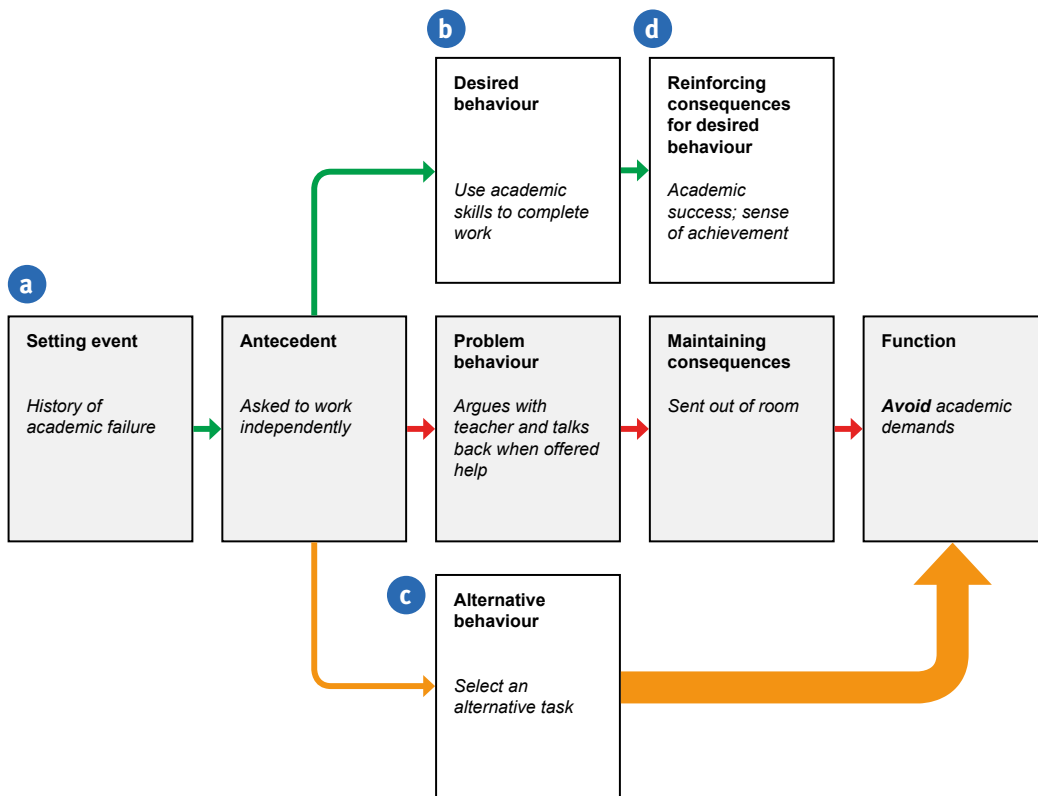 b
d
Desired
behaviour
Use academic
skills to complete
work
Reinforcing
consequences
for desired
behaviour
Academic
success; sense
of achievement
a
Setting event
History of
academic failure
Antecedent
Asked to work
independently
Problem
behaviour
Argues with
teacher and talks
back when offered
help
Maintaining
consequences
Sent out of room
Function
Avoid academic
demands
c
Alternative
behaviour
Select an
alternative task